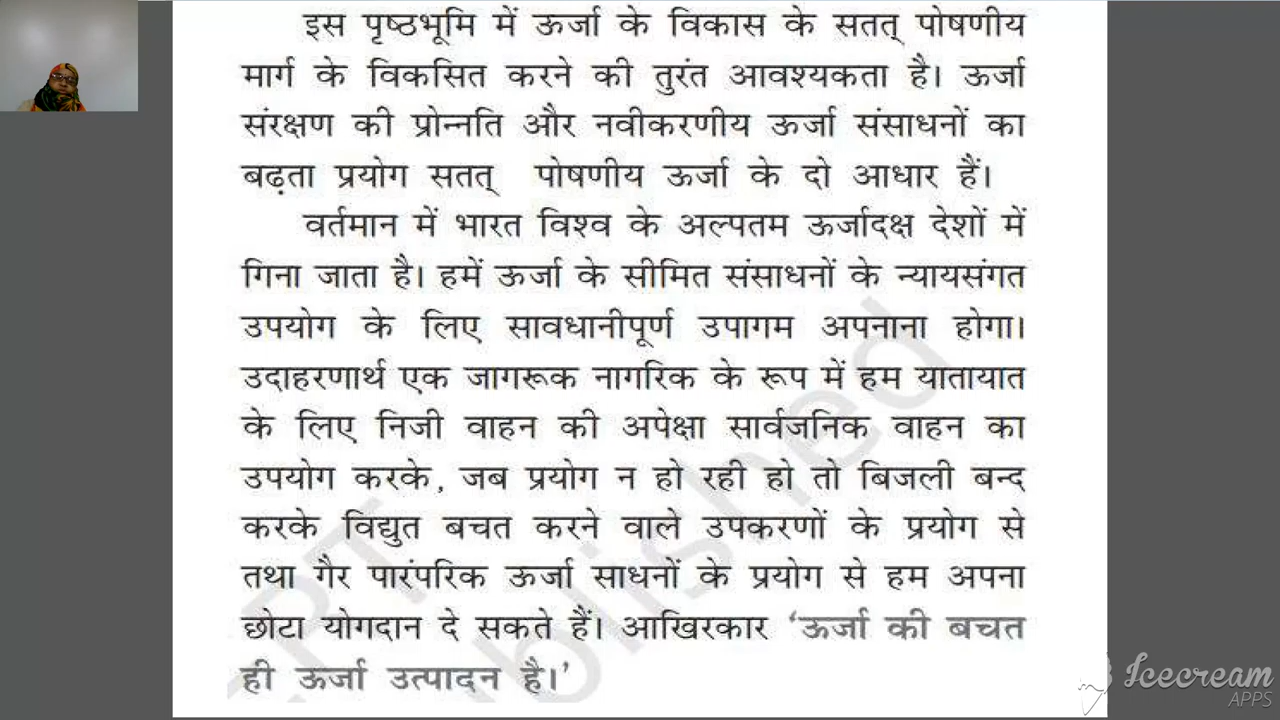 इस पृष्ठभूमि में ऊर्जा के विकास के सतत् पोषणीय
मार्ग के विकसित करने की तुरंत आवश्यकता है। ऊर्जा
संरक्षण की प्रोन्नति और नवीकरणीय ऊर्जा संसाधनों का
बढ़ता प्रयोग सतत् पोषणीय ऊर्जा के दो आधार हैं।
वर्तमान में भारत विश्व के अल्पतम ऊर्जादक्ष देशों में
गिना जाता है। हमें ऊर्जा के सीमित संसाधनों के न्यायसंगत
उपयोग के लिए सावधानीपूर्ण उपागम अपनाना होगा।
उदाहरणार्थ एक जागरूक नागरिक के रूप में हम यातायात
के लिए निजी वाहन की अपेक्षा सार्वजनिक वाहन का
उपयोग करके, जब प्रयोग न हो रही हो तो बिजली बन्द
करके विद्युत बचत करने वाले उपकरणों के प्रयोग से
तथा गैर पारंपरिक ऊर्जा साधनों के प्रयोग से हम अपना
छोटा योगदान दे सकते हैं। आखिरकार ‘ऊर्जा की बचत
ही ऊर्जा उत्पादन है।’
Icecream
APPS